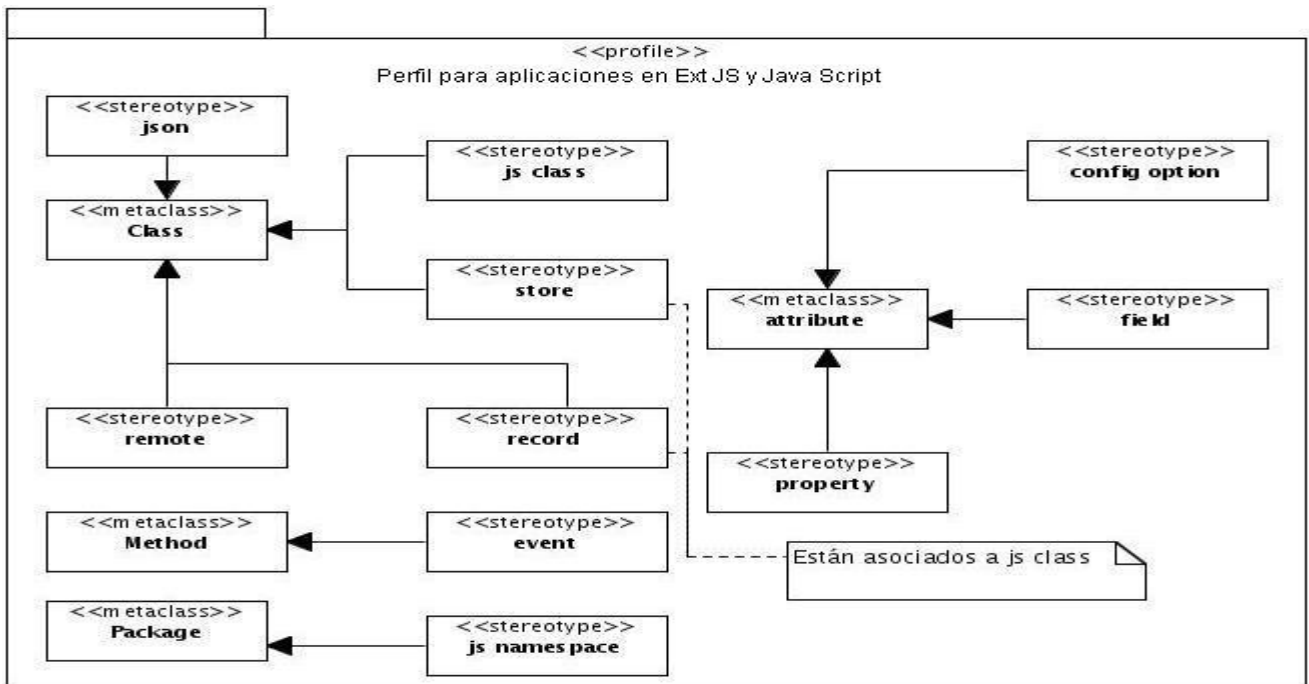 <<profile>>
Perfil para aplicaciones en Ext JS y Java Script
<<stereotype>>
json
<<stereotype>>
js class
<<stereotype>>
config option
<<metaclass>>
Class
<<stereotype>>
store
<<metaclass>>
attribute
<<stereotype>>
field
<<stereotype>>
remote
<<stereotype>>
record
<<stereotype>>
property
<<metaclass>>
Method
<<stereotype>>
event
Están asociados a js class
<<metaclass>>
Package
<<stereotype>>
js namespace